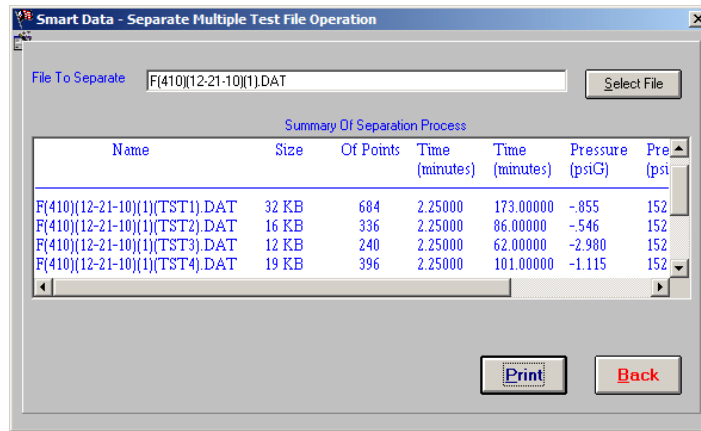 Smart Data - Separate Multiple Test File Operation
File To Separate F(410)(12-21-10)(1).DAT Select File
Summary Of Separation Process
Name Size Of Points Time Time Pressure Pre
(minutes) (minutes) (psiG) (psi
F(410)(12-21-10)(1)(TST1).DAT 32 KB 684 2.25000 173.00000 -.855 152
F(410)(12-21-10)(1)(TST2).DAT 16 KB 336 2.25000 86.00000 -.546 152
F(410)(12-21-10)(1)(TST3).DAT 12 KB 240 2.25000 62.00000 -2.980 152
F(410)(12-21-10)(1)(TST4).DAT 19 KB 396 2.25000 101.00000 -1.115 152
Print Back